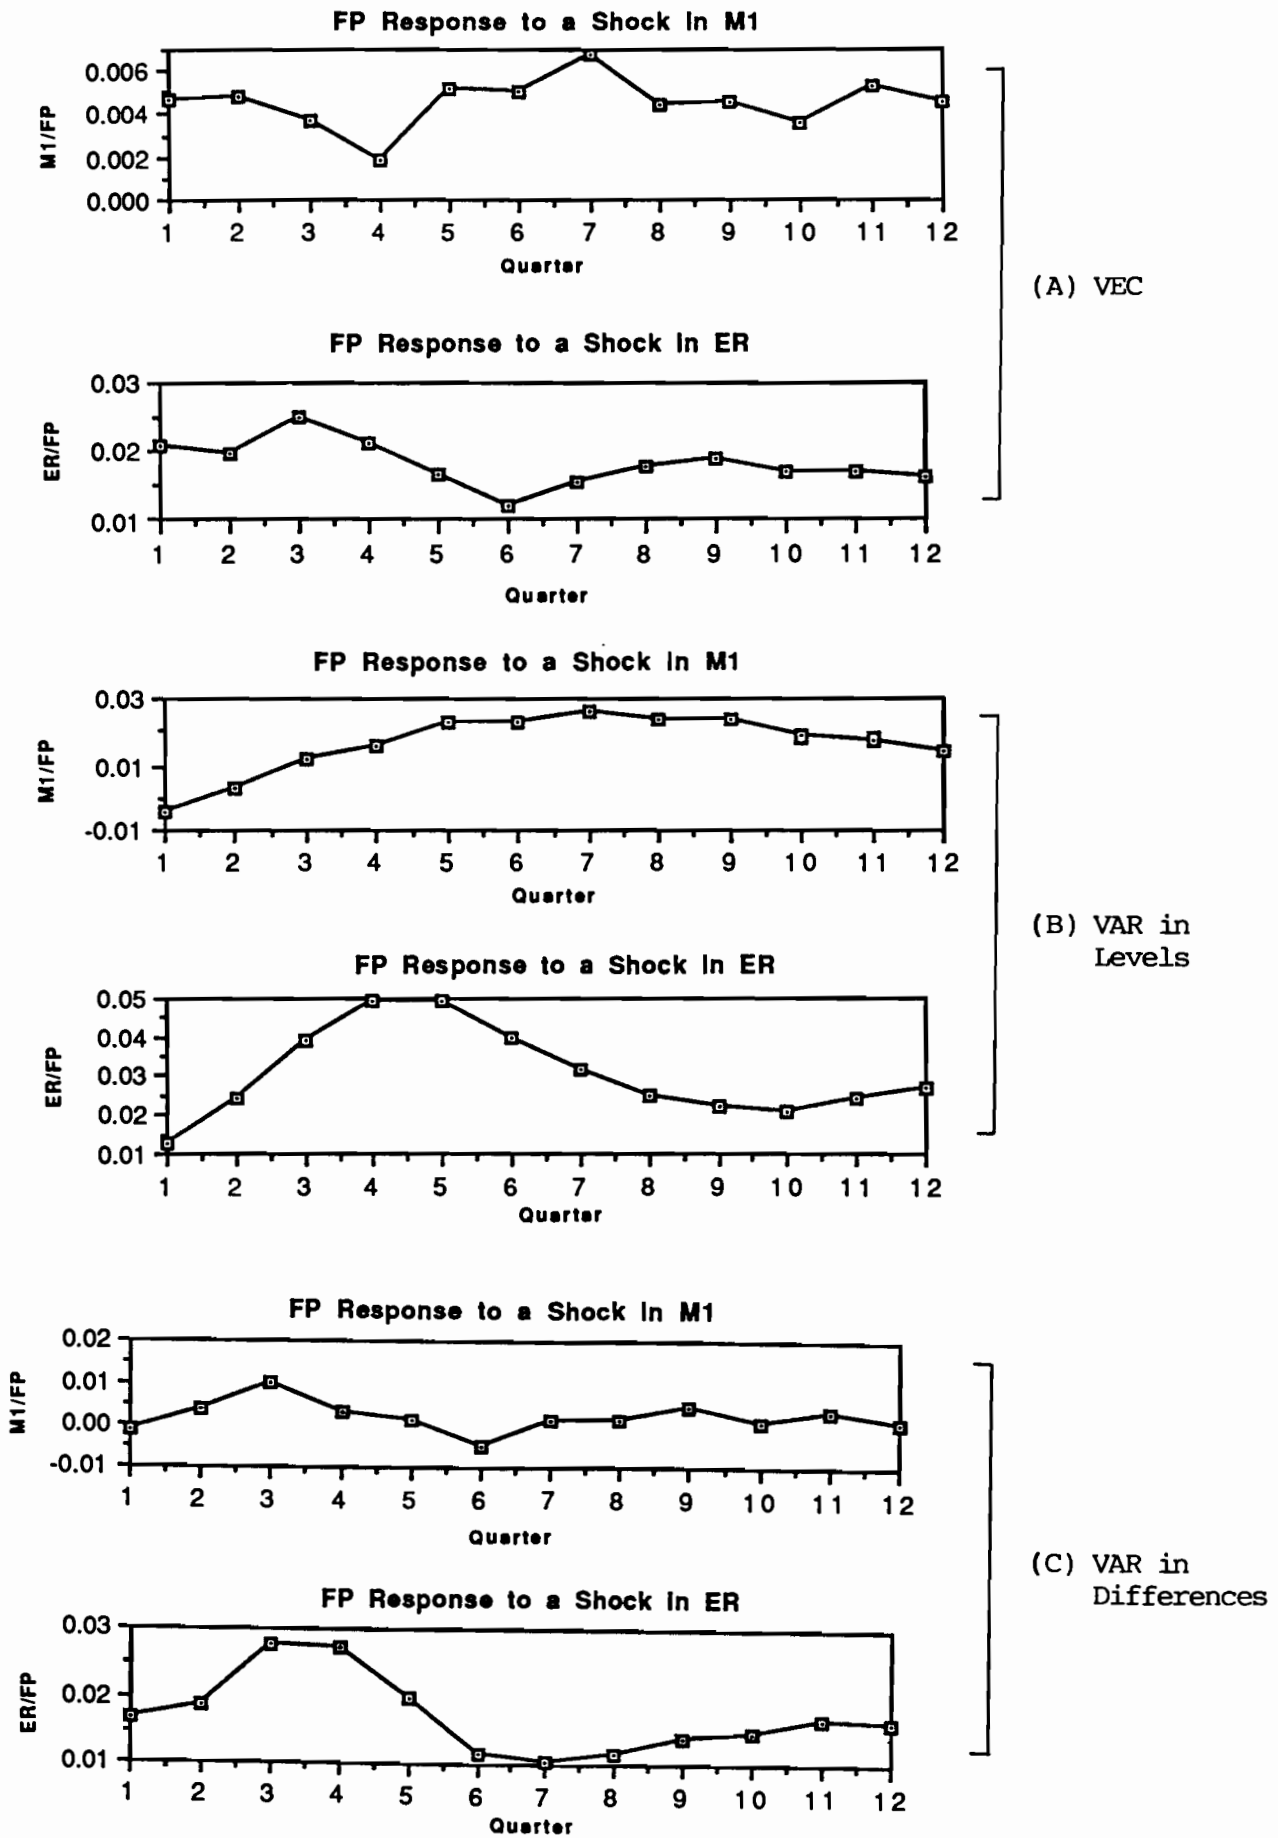 FP Response to a Shock in M1
M1/FP
0.006
0.004
0.002
0.000
1 2 3 4 5 6 7 8 9 10 11 12
Quarter
(A) VEC
FP Response to a Shock in ER
ER/FP
0.03
0.02
0.01
1 2 3 4 5 6 7 8 9 10 11 12
Quarter
FP Response to a Shock in M1
M1/FP
0.03
0.01
-0.01
1 2 3 4 5 6 7 8 9 10 11 12
Quarter
(B) VAR in
Levels
FP Response to a Shock in ER
ER/FP
0.05
0.04
0.03
0.02
0.01
1 2 3 4 5 6 7 8 9 10 11 12
Quarter
FP Response to a Shock in M1
M1/FP
0.02
0.01
0.00
-0.01
1 2 3 4 5 6 7 8 9 10 11 12
Quarter
(C) VAR in
Differences
FP Response to a Shock in ER
ER/FP
0.03
0.02
0.01
1 2 3 4 5 6 7 8 9 10 11 12
Quarter